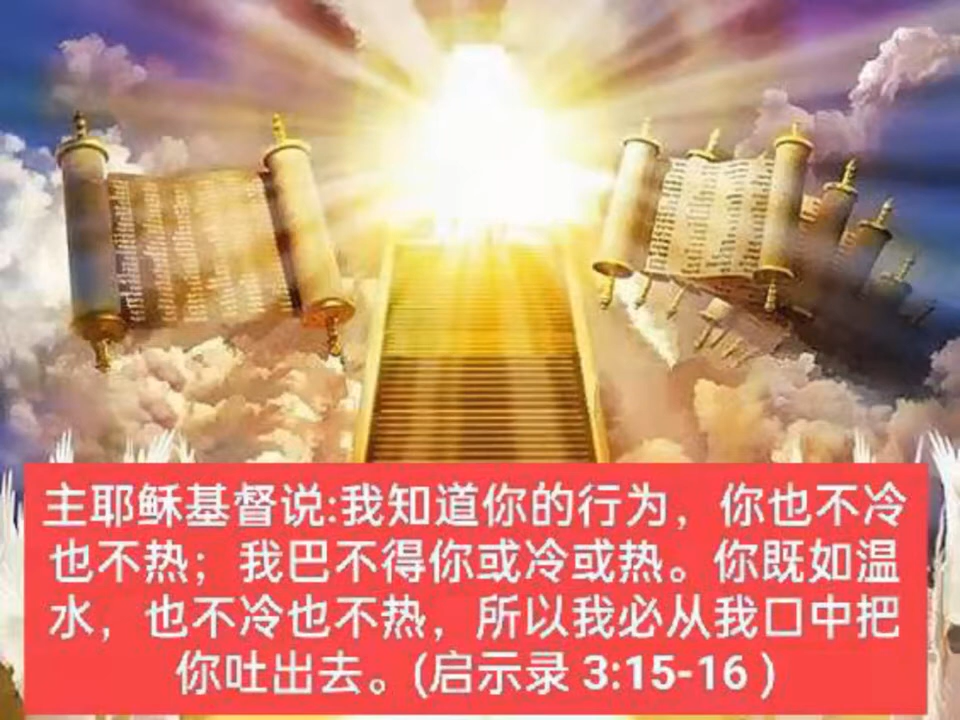 主耶稣基督说:我知道你的行为，你也不冷
也不热；我巴不得你或冷或热。你既如温
水，也不冷也不热，所以我必从我口中把
你吐出去。(启示录 3:15-16 )